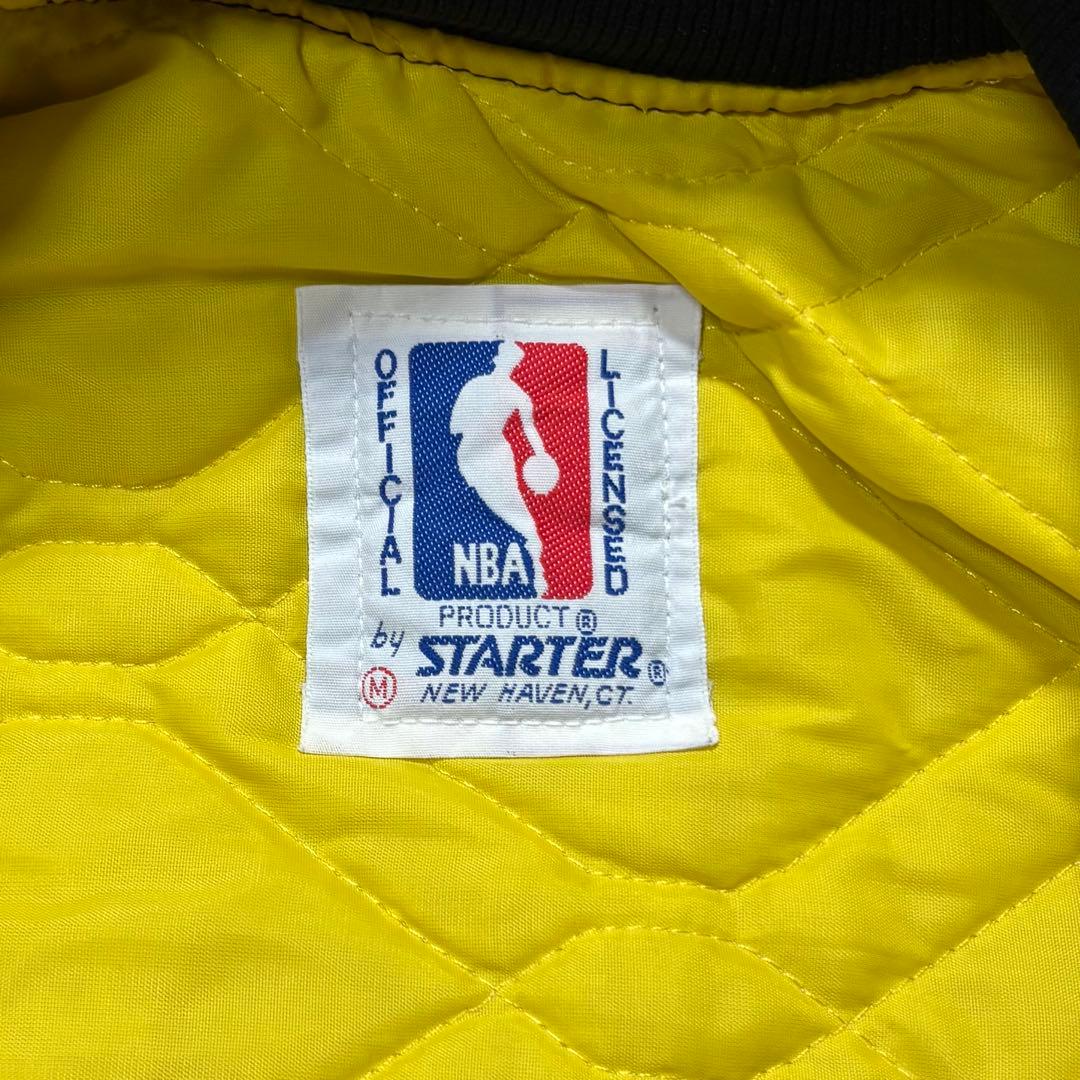 OFFICIAL
LICENSED
NBA
PRODUCT ®
by STARTER ®
M NEW HAVEN, CT.